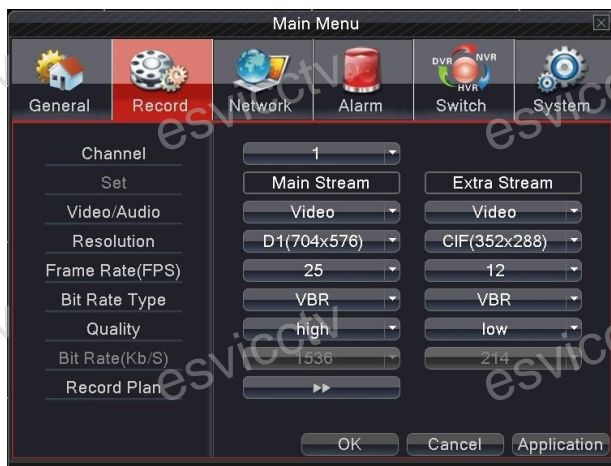 Main Menu
DVR NVR
HVR
General Record Network Alarm Switch System
Channel 1
Set Main Stream Extra Stream
Video/Audio Video Video
Resolution D1(704x576) CIF(352x288)
Frame Rate(FPS) 25 12
Bit Rate Type VBR VBR
Quality high low
Bit Rate(Kb/S) 1536 214
Record Plan
OK Cancel Application
esvicctv
esvicc
esvicctv
esvicc